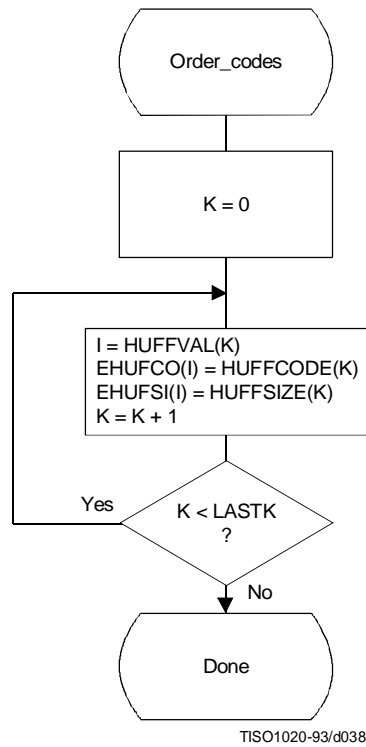 Order_codes
K = 0
I = HUFFVAL(K)
EHUFCO(I) = HUFFCODE(K)
EHUFSI(I) = HUFFSIZE(K)
K = K + 1
Yes
K < LASTK
?
No
Done
TISO1020-93/d038